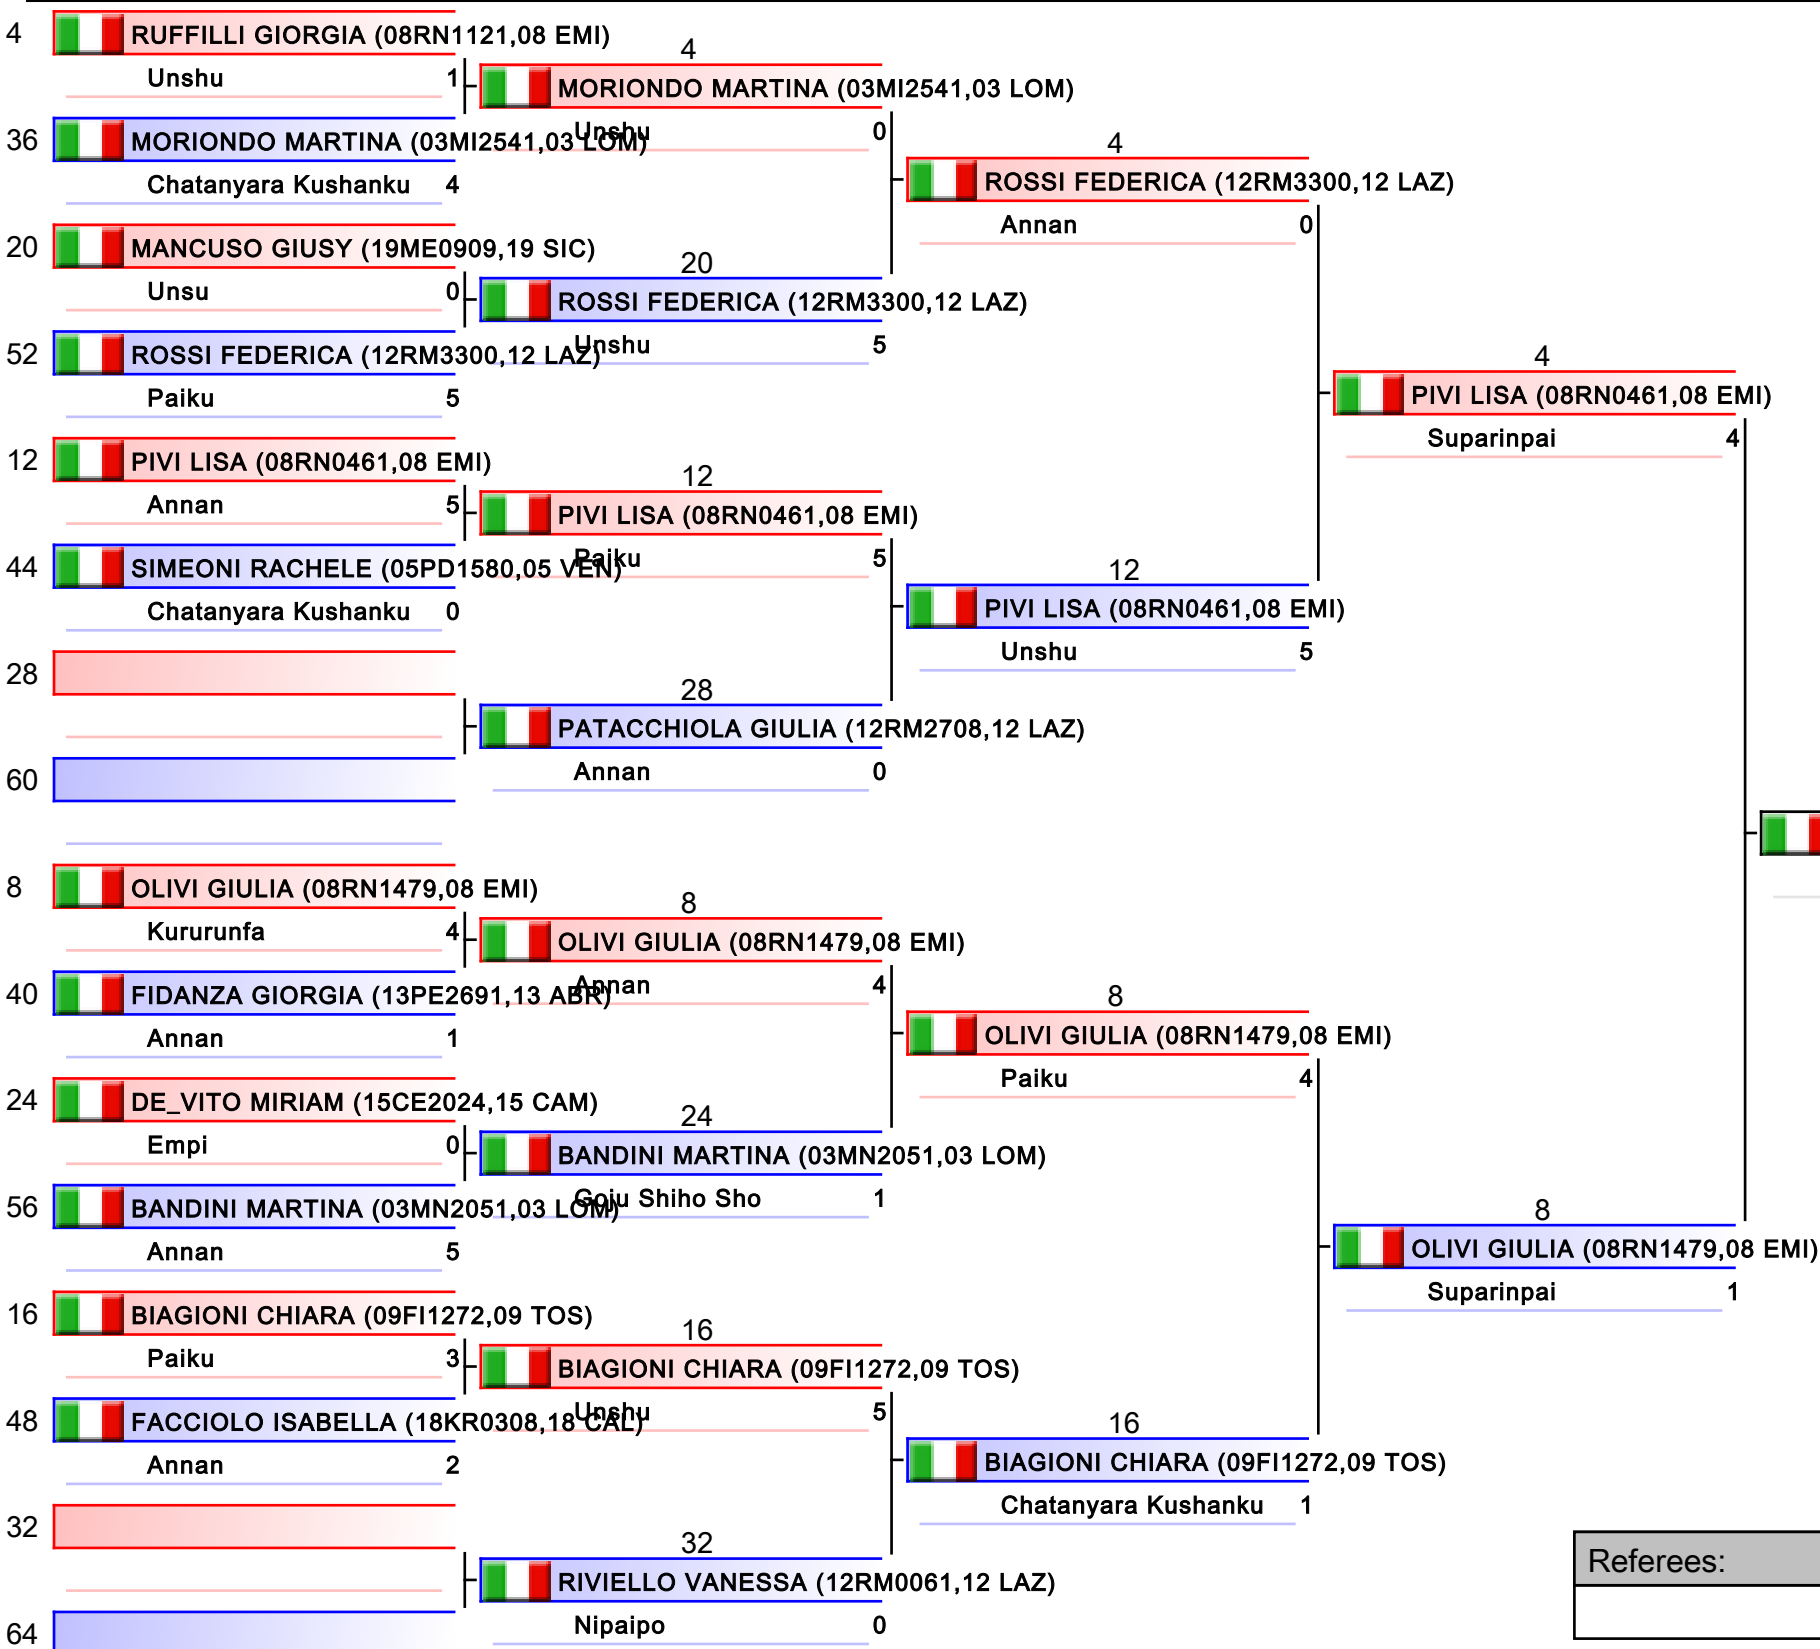 4 RUFFILLI GIORGIA (08RN1121,08 EMI)
Unshu 1
36 MORIONDO MARTINA (03MI2541,03 LOM)
Chatanyara Kushanku 4
20 MANCUSO GIUSY (19ME0909,19 SIC)
Unsu 0
52 ROSSI FEDERICA (12RM3300,12 LAZ)
Paiku 5
12 PIVI LISA (08RN0461,08 EMI)
Annan 5
44 SIMEONI RACHELE (05PD1580,05 VEN)
Chatanyara Kushanku 0
28
60
8 OLIVI GIULIA (08RN1479,08 EMI)
Kururunfa 4
40 FIDANZA GIORGIA (13PE2691,13 ABR)
Annan 1
24 DE_VITO MIRIAM (15CE2024,15 CAM)
Empi 0
56 BANDINI MARTINA (03MN2051,03 LOM)
Annan 5
16 BIAGIONI CHIARA (09FI1272,09 TOS)
Paiku 3
48 FACCIOLO ISABELLA (18KR0308,18 CAL)
Annan 2
32
64
4
MORIONDO MARTINA (03MI2541,03 LOM)
Unshu 0
20
ROSSI FEDERICA (12RM3300,12 LAZ)
Unshu 5
12
PIVI LISA (08RN0461,08 EMI)
Paiku 5
28
PATACCHIOLA GIULIA (12RM2708,12 LAZ)
Annan 0
8
OLIVI GIULIA (08RN1479,08 EMI)
Annan 4
24
BANDINI MARTINA (03MN2051,03 LOM)
Goju Shiho Sho 1
16
BIAGIONI CHIARA (09FI1272,09 TOS)
Unshu 5
32
RIVIELLO VANESSA (12RM0061,12 LAZ)
Nipaipo 0
4
ROSSI FEDERICA (12RM3300,12 LAZ)
Annan 0
12
PIVI LISA (08RN0461,08 EMI)
Unshu 5
8
OLIVI GIULIA (08RN1479,08 EMI)
Paiku 4
16
BIAGIONI CHIARA (09FI1272,09 TOS)
Chatanyara Kushanku 1
4
PIVI LISA (08RN0461,08 EMI)
Suparinpai 4
8
OLIVI GIULIA (08RN1479,08 EMI)
Suparinpai 1
Referees: